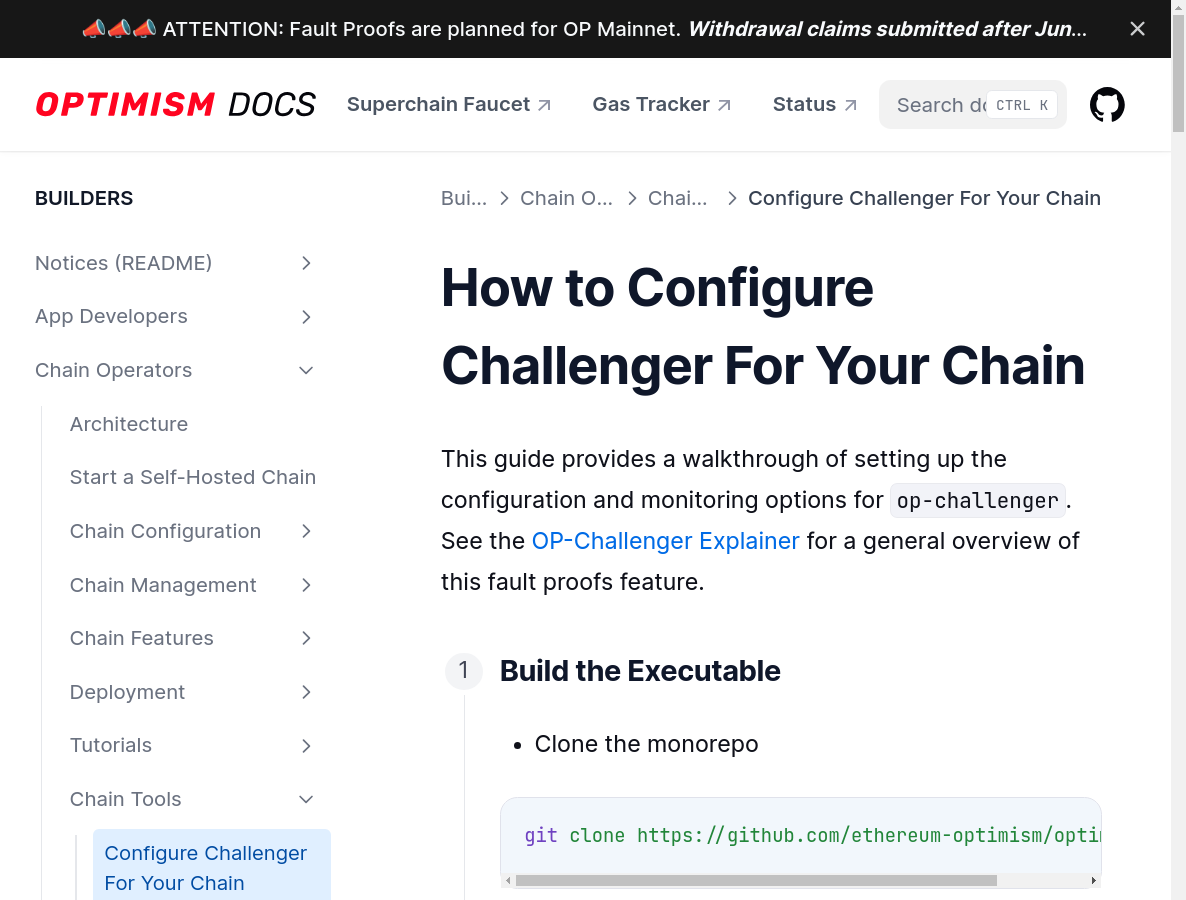 📣📣📣 ATTENTION: Fault Proofs are planned for OP Mainnet. Withdrawal claims submitted after Jun...
OPTIMISM DOCS
Superchain Faucet
Gas Tracker
Status
Search do
CTRL K
BUILDERS
Notices (README)
App Developers
Chain Operators
Architecture
Start a Self-Hosted Chain
Chain Configuration
Chain Management
Chain Features
Deployment
Tutorials
Chain Tools
Configure Challenger
For Your Chain
Bui... > Chain O... > Chai... > Configure Challenger For Your Chain
How to Configure
Challenger For Your Chain
This guide provides a walkthrough of setting up the
configuration and monitoring options for op-challenger.
See the OP-Challenger Explainer for a general overview of
this fault proofs feature.
1 Build the Executable
• Clone the monorepo
git clone https://github.com/ethereum-optimism/optim